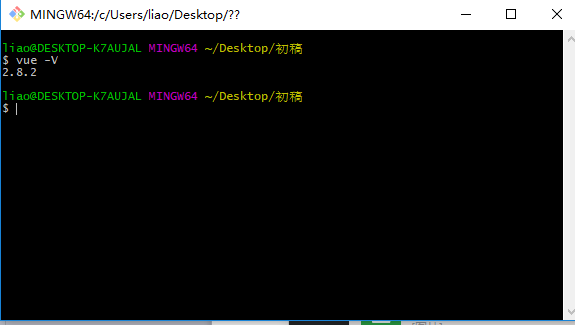 MINGW64:/c/Users/liao/Desktop/??
liao@DESKTOP-K7AUJAL MINGW64 ~/Desktop/初稿
$ vue -V
2.8.2
liao@DESKTOP-K7AUJAL MINGW64 ~/Desktop/初稿
$